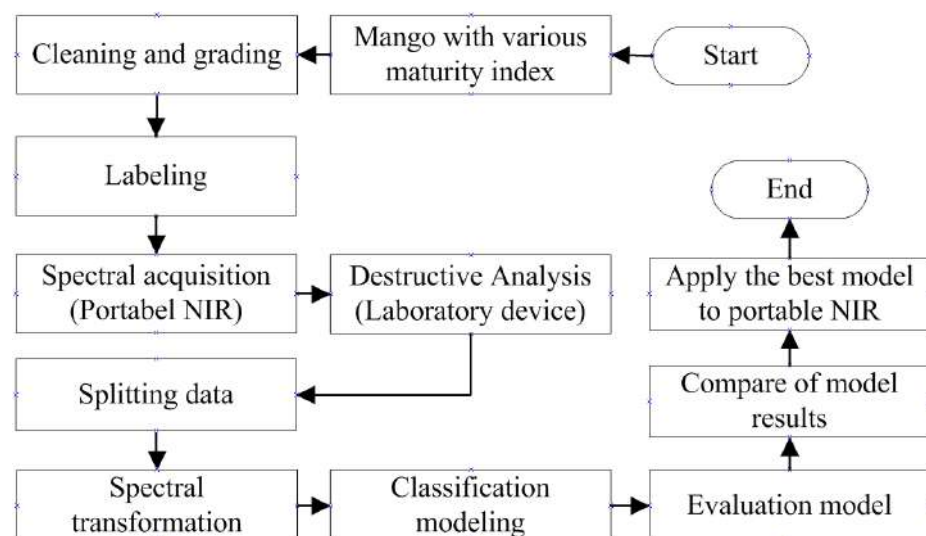 Start
Mango with various
maturity index
Cleaning and grading
Labeling
Spectral acquisition
(Portabel NIR)
Destructive Analysis
(Laboratory device)
Splitting data
Spectral
transformation
Classification
modeling
Evaluation model
Compare of model
results
Apply the best model
to portable NIR
End